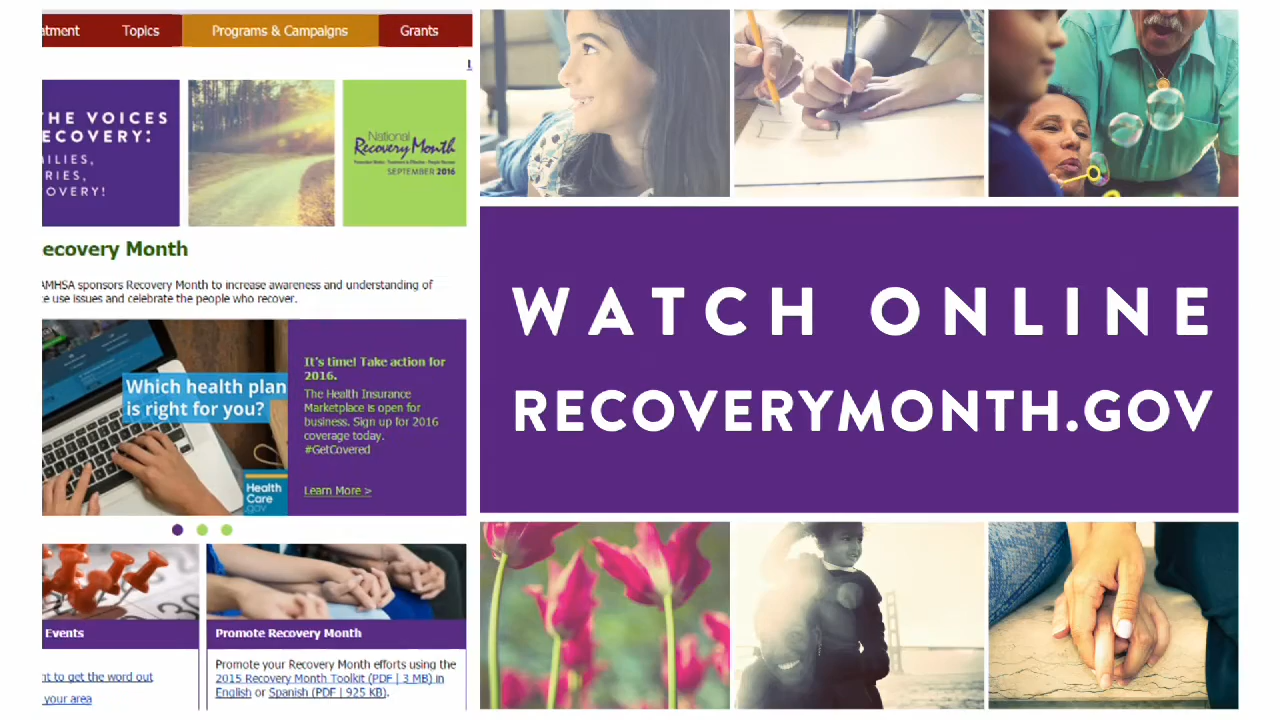 atment Topics Programs & Campaigns Grants
THE VOICES
ECOVERY:
ILIES,
RIES,
OVERY!
National
Recovery Month
SEPTEMBER 2016
ecovery Month
AMHSA sponsors Recovery Month to increase awareness and understanding of
e use issues and celebrate the people who recover.
Which health plan
is right for you?
Health
Care
.gov
It's time! Take action for
2016.
The Health Insurance
Marketplace is open for
business. Sign up for 2016
coverage today.
#GetCovered
Learn More >
Events
nt to get the word out
your area
Promote Recovery Month
Promote your Recovery Month efforts using the
2015 Recovery Month Toolkit (PDF | 3 MB) in
English or Spanish (PDF | 925 KB).
WATCH ONLINE
RECOVERYMONTH.GOV